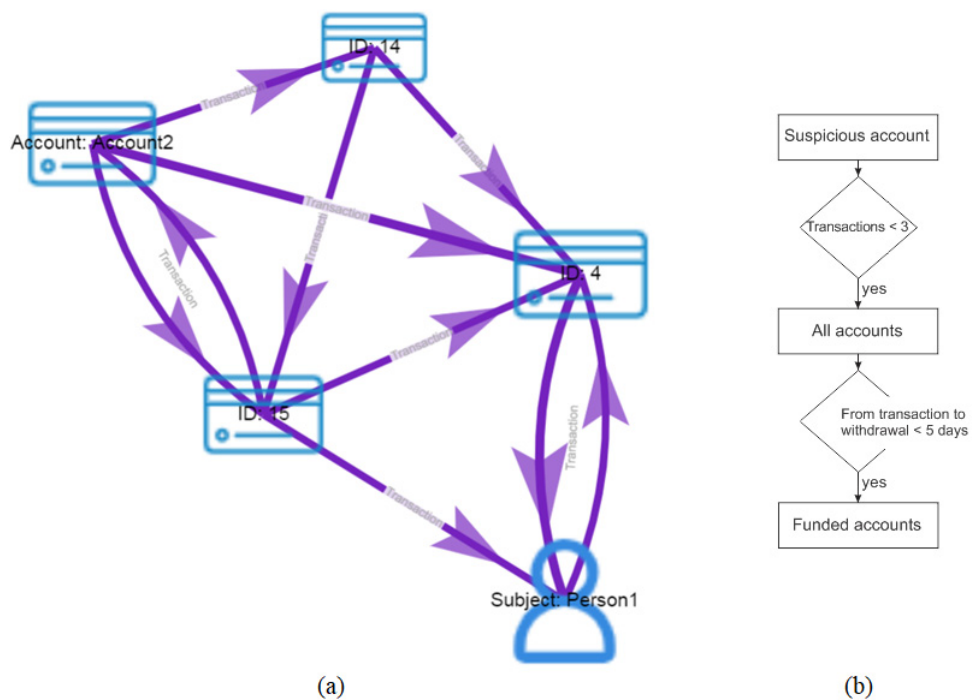 ID: 14
Transaction
Account: Account2
Transaction
Transaction
Transacti
Transaction
ID: 4
Transaction
ID: 15
Transaction
Transaction
Subject: Person1
(a)
Suspicious account
Transactions < 3
yes
All accounts
From transaction to
withdrawal < 5 days
yes
Funded accounts
(b)